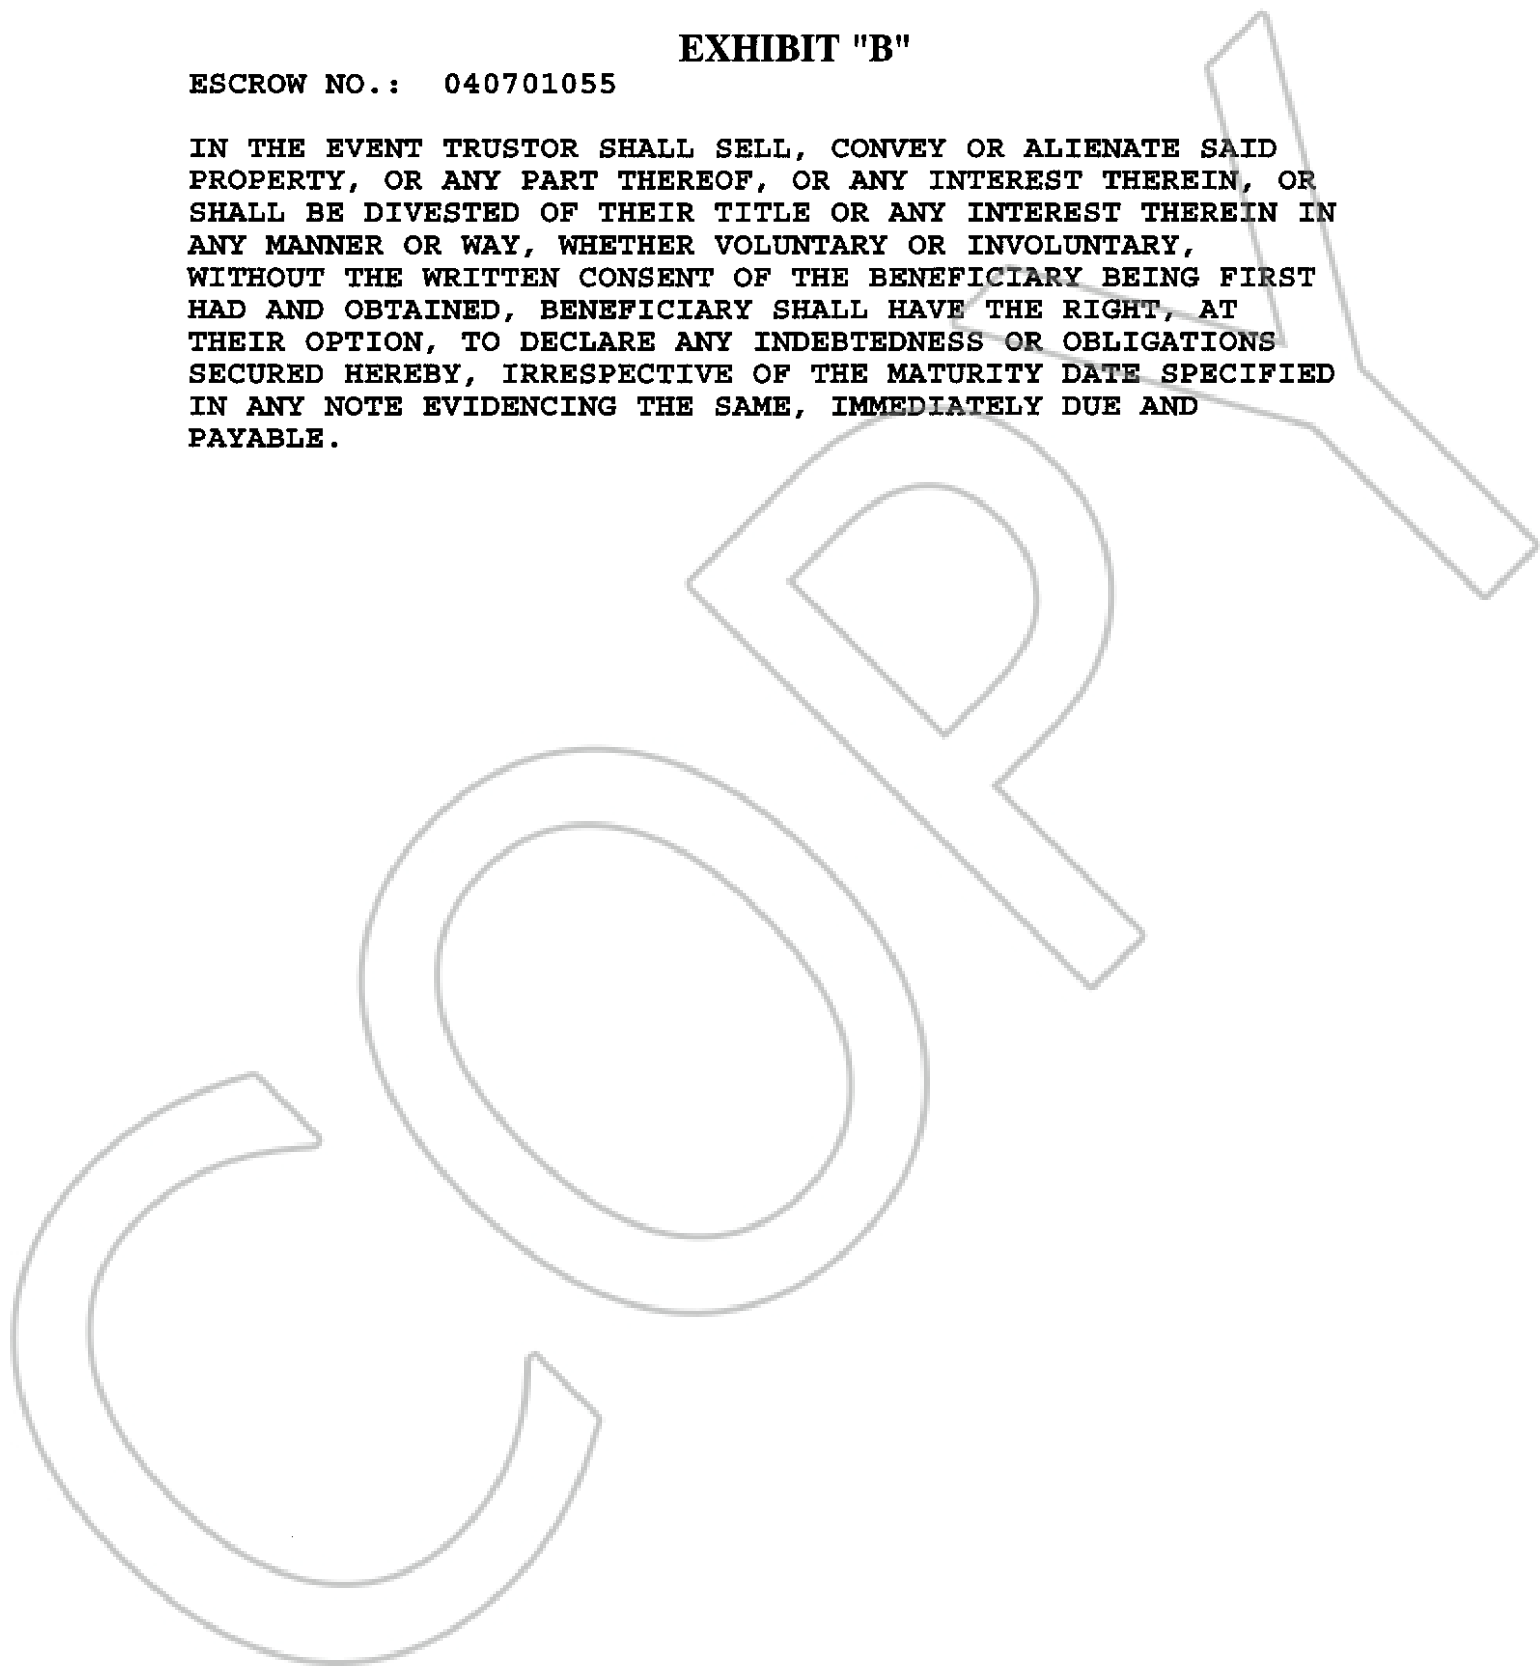 EXHIBIT "B"
ESCROW NO.: 040701055
IN THE EVENT TRUSTOR SHALL SELL, CONVEY OR ALIENATE SAID
PROPERTY, OR ANY PART THEREOF, OR ANY INTEREST THEREIN, OR
SHALL BE DIVESTED OF THEIR TITLE OR ANY INTEREST THEREIN IN
ANY MANNER OR WAY, WHETHER VOLUNTARY OR INVOLUNTARY,
WITHOUT THE WRITTEN CONSENT OF THE BENEFICIARY BEING FIRST
HAD AND OBTAINED, BENEFICIARY SHALL HAVE THE RIGHT, AT
THEIR OPTION, TO DECLARE ANY INDEBTEDNESS OR OBLIGATIONS
SECURED HEREBY, IRRESPECTIVE OF THE MATURITY DATE SPECIFIED
IN ANY NOTE EVIDENCING THE SAME, IMMEDIATELY DUE AND
PAYABLE.
COPY